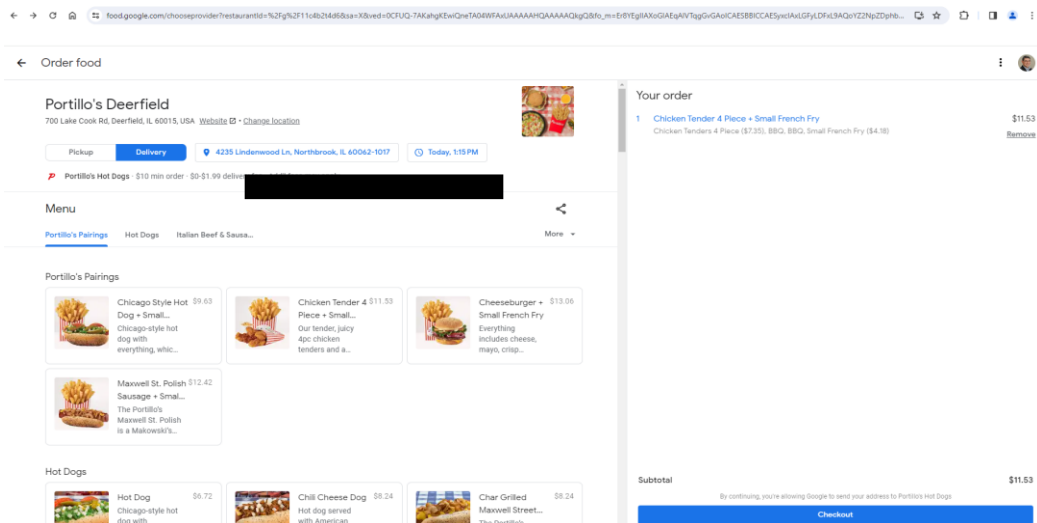 food.google.com/chooseprovider?restaurantId=%2Fg%2F11c4b2t4d6&sa=X&ved=0CFUQ-7AKahgKEwiQneTA04WFAxUAAAAAHQAAAAAQkgQ&fo_m=
Order food
Portillo's Deerfield
700 Lake Cook Rd, Deerfield, IL 60015, USA Website • Change location
Pickup Delivery 4235 Lindenwood Ln, Northbrook, IL 60062-1017 Today, 1:15 PM
Portillo's Hot Dogs · $10 min order · $0-$1.99
Menu
Portillo's Pairings Hot Dogs Italian Beef & Sausa... More
Portillo's Pairings
Chicago Style Hot $9.63
Dog + Small...
Chicago-style hot
dog with
everything, whic...
Chicken Tender 4 $11.53
Piece + Small...
Our tender, juicy
4pc chicken
tenders and a...
Cheeseburger + $13.06
Small French Fry
Everything
includes cheese,
mayo, crisp...
Maxwell St. Polish $12.42
Sausage + Smal...
The Portillo's
Maxwell St. Polish
is a Makowski's...
Hot Dogs
Hot Dog $6.72
Chicago-style hot
dog with
Chili Cheese Dog $8.24
Hot dog served
with American
Char Grilled $8.24
Maxwell Street...
The Portillo's
Your order
1 Chicken Tender 4 Piece + Small French Fry $11.53
Chicken Tenders 4 Piece ($7.35), BBQ, BBQ, Small French Fry ($4.18) Remove
Subtotal $11.53
By continuing, you're allowing Google to send your address to Portillo's Hot Dogs
Checkout